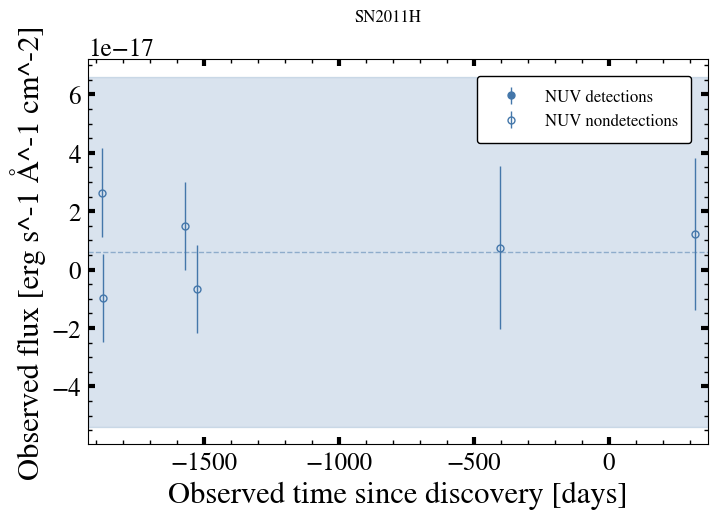 SN2011H
1e−17
Observed flux [erg s^-1 Å^-1 cm^-2]
6
4
2
0
−2
−4
NUV detections
NUV nondetections
−1500
−1000
−500
0
Observed time since discovery [days]